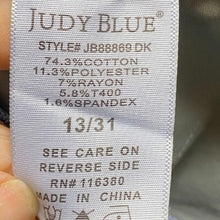 JUDY BLUE®
STYLE# JB88869 DK
74.3%COTTON
11.3%POLYESTER
7%RAYON
5.8%T400
1.6%SPANDEX
13/31
SEE CARE ON
REVERSE SIDE
RN# 116380
MADE IN CHINA